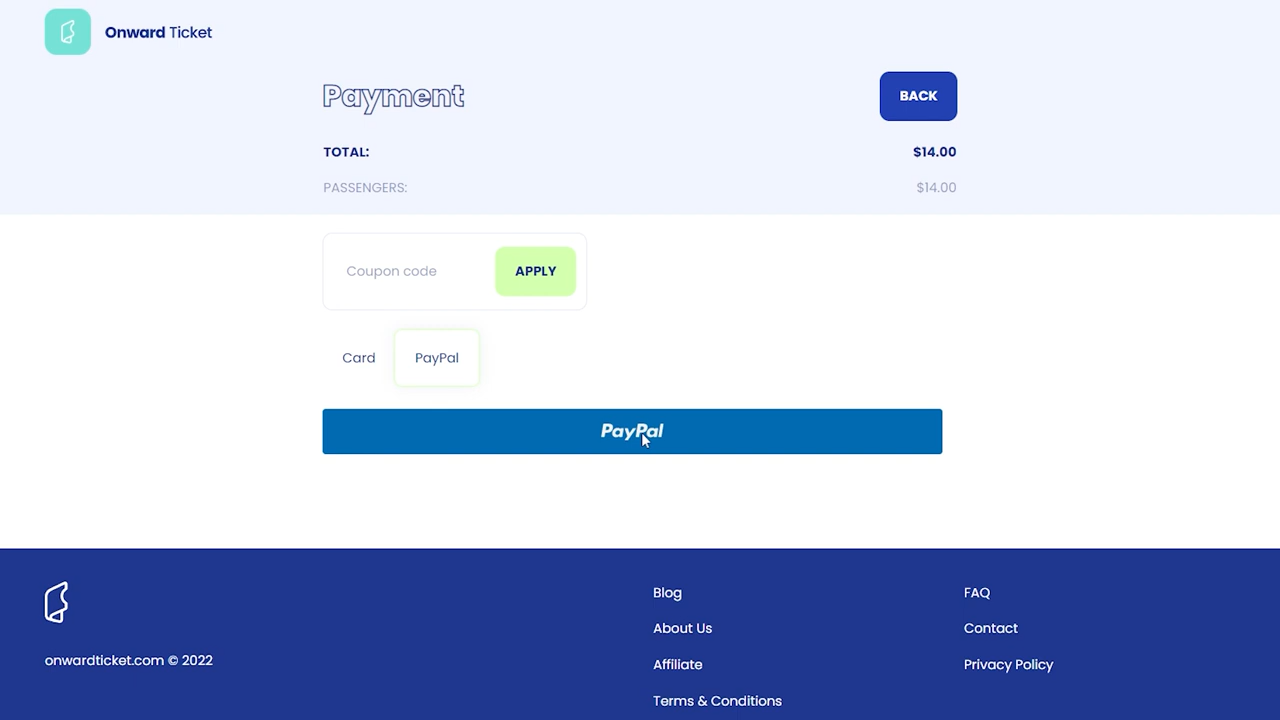 Onward Ticket
Payment
BACK
TOTAL:
$14.00
PASSENGERS:
$14.00
Coupon code
APPLY
Card
PayPal
PayPal
Blog
FAQ
About Us
Contact
onwardticket.com © 2022
Affiliate
Privacy Policy
Terms & Conditions